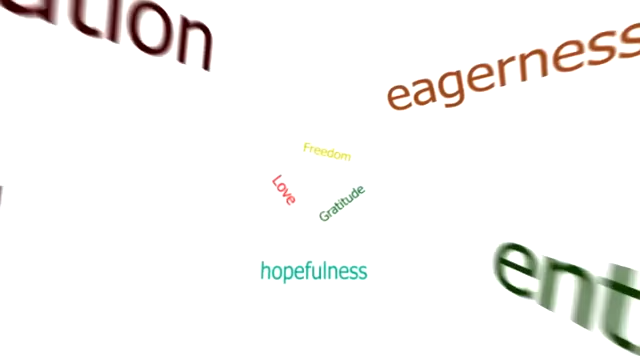 ation
eagerness
Freedom
Love
Gratitude
hopefulness
ent